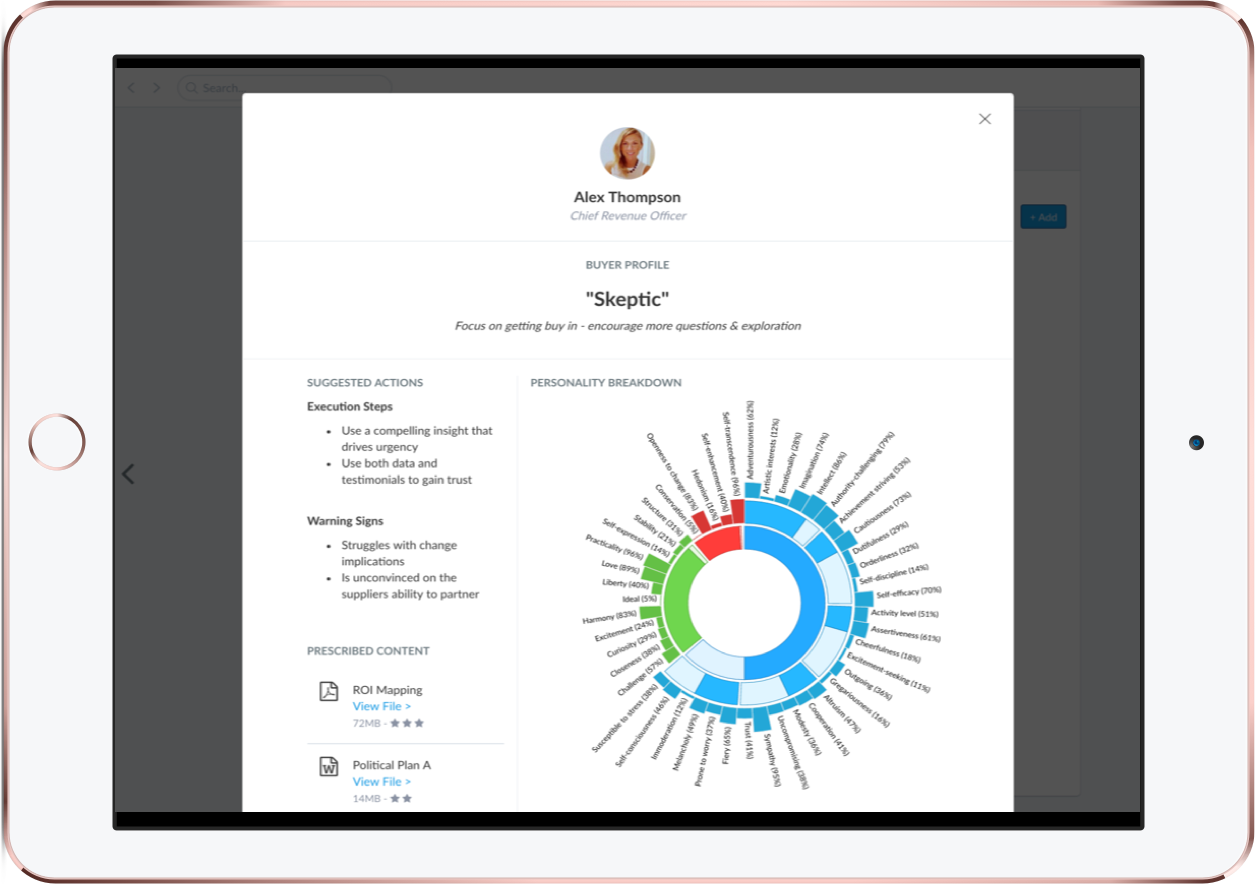 Search...
+ Add
Alex Thompson
Chief Revenue Officer
BUYER PROFILE
"Skeptic"
Focus on getting buy in - encourage more questions & exploration
SUGGESTED ACTIONS
Execution Steps
• Use a compelling insight that
drives urgency
• Use both data and
testimonials to gain trust
Warning Signs
• Struggles with change
implications
• Is unconvinced on the
suppliers ability to partner
PRESCRIBED CONTENT
ROI Mapping
View File >
72MB - ★★★
W
Political Plan A
View File >
14MB - ★★
PERSONALITY BREAKDOWN
Adventurousness (62%)
Artistic interests (12%)
Emotionality (28%)
Imagination (74%)
Intellect (86%)
Authority-challenging (79%)
Achievement striving (53%)
Cautiousness (73%)
Dutifulness (29%)
Orderliness (32%)
Self-discipline (14%)
Self-efficacy (70%)
Activity level (51%)
Assertiveness (61%)
Cheerfulness (18%)
Excitement-seeking (11%)
Outgoing (36%)
Gregariousness (16%)
Altruism (47%)
Cooperation (41%)
Modesty (36%)
Uncompromising (38%)
Sympathy (95%)
Trust (41%)
Fiery (65%)
Prone to worry (37%)
Melancholy (49%)
Immoderation (12%)
Self-consciousness (46%)
Susceptible to stress (38%)
Challenge (57%)
Closeness (38%)
Curiosity (29%)
Excitement (24%)
Harmony (83%)
Ideal (5%)
Liberty (40%)
Love (89%)
Practicality (96%)
Self-expression (14%)
Stability (21%)
Structure (31%)
Conservation (5%)
Openness to change (83%)
Hedonism (16%)
Self-enhancement (40%)
Self-transcendence (96%)